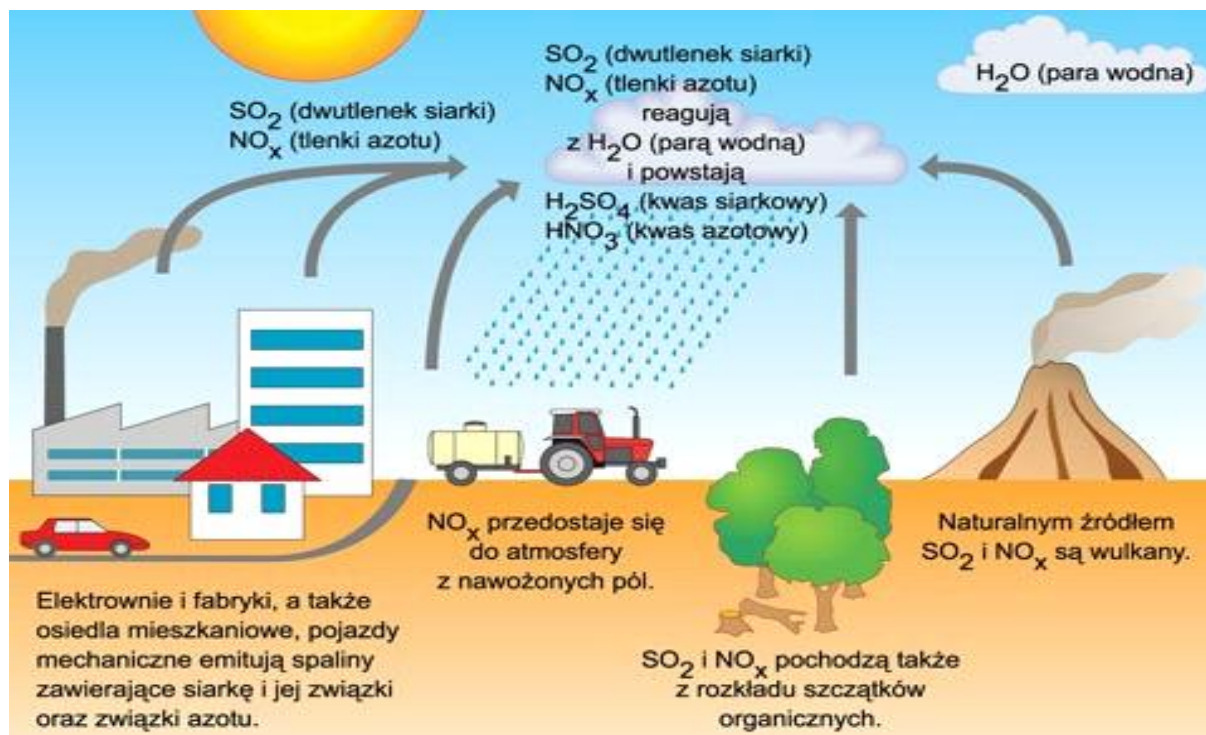 SO₂ (dwutlenek siarki)
NOₓ (tlenki azotu)
SO₂ (dwutlenek siarki)
NOₓ (tlenki azotu)
reagują
z H₂O (parą wodną)
i powstają
H₂SO₄ (kwas siarkowy)
HNO₃ (kwas azotowy)
H₂O (para wodna)
Elektrownie i fabryki, a także
osiedla mieszkaniowe, pojazdy
mechaniczne emitują spaliny
zawierające siarkę i jej związki
oraz związki azotu.
NOₓ przedostaje się
do atmosfery
z nawożonych pól.
SO₂ i NOₓ pochodzą także
z rozkładu szczątków
organicznych.
Naturalnym źródłem
SO₂ i NOₓ są wulkany.